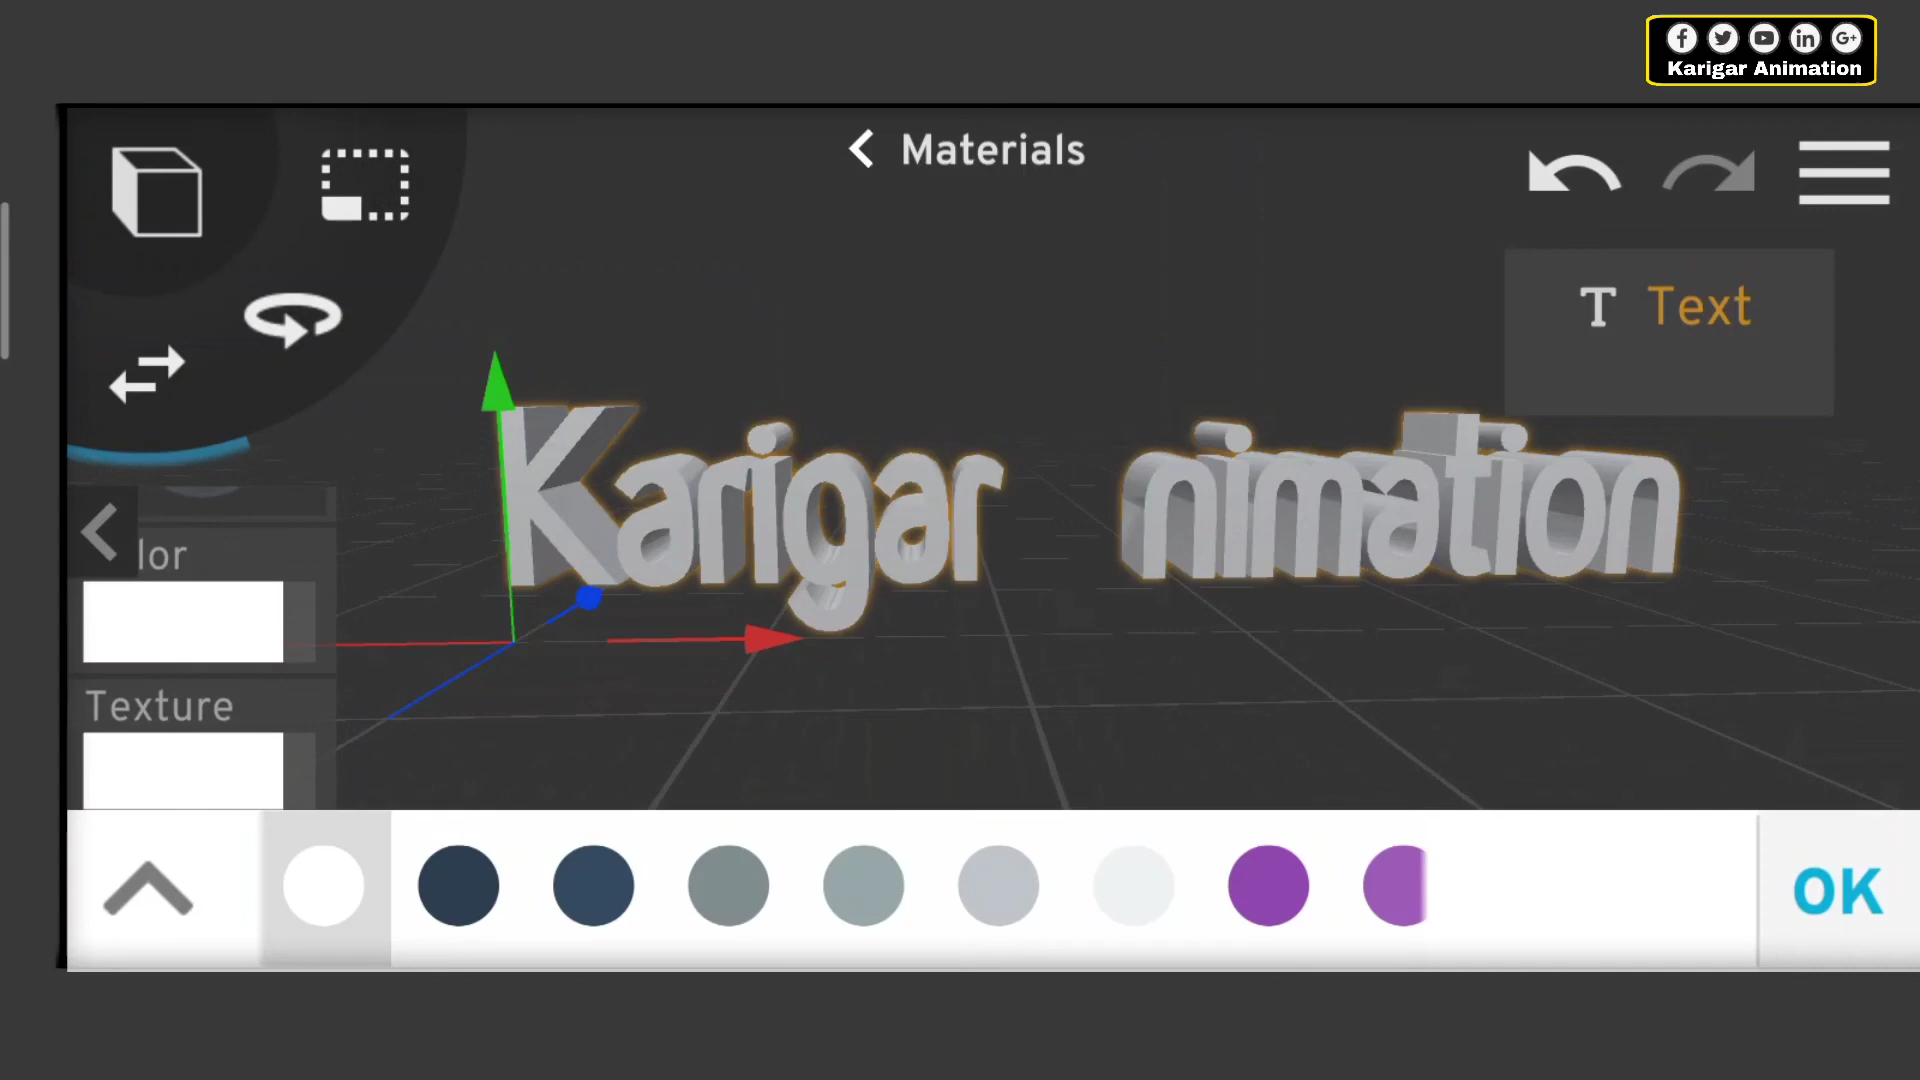 Karigar Animation
Materials
T Text
Karigar nimation
lor
Texture
OK